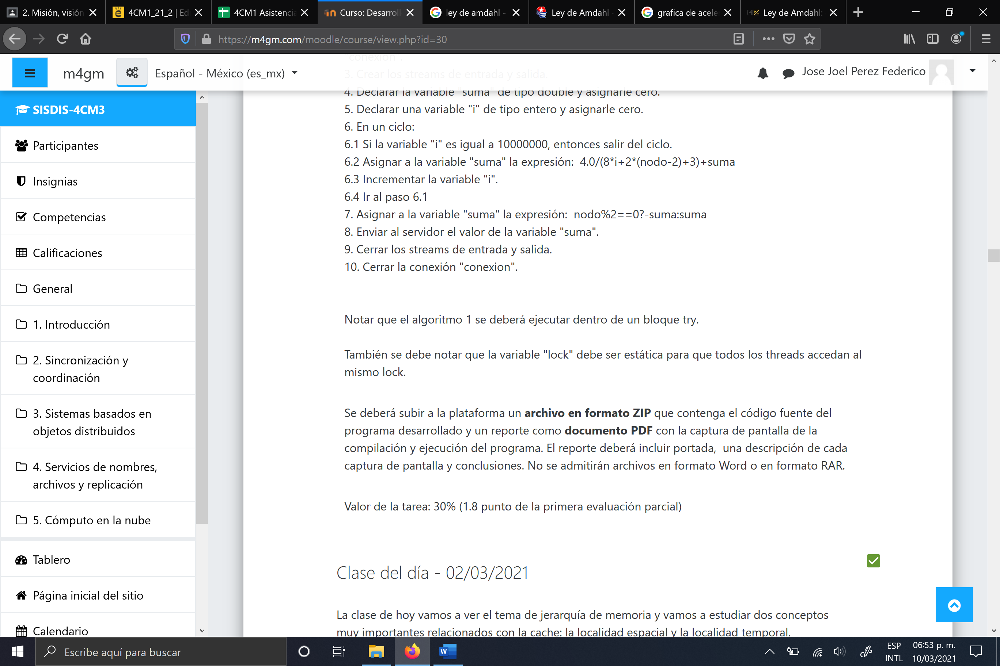 2. Misión, visión
4CM1_21_2 | Ed
4CM1 Asistencia
Curso: Desarroll
ley de amdahl -
Ley de Amdahl
grafica de acele
Ley de Amdahl:
https://m4gm.com/moodle/course/view.php?id=30
m4gm
Español - México (es_mx)
Jose Joel Perez Federico
SISDIS-4CM3
Participantes
Insignias
Competencias
Calificaciones
General
1. Introducción
2. Sincronización y
coordinación
3. Sistemas basados en
objetos distribuidos
4. Servicios de nombres,
archivos y replicación
5. Cómputo en la nube
Tablero
Página inicial del sitio
Calendario
conexion".
3. Crear los streams de entrada y salida.
4. Declarar la variable "suma" de tipo double y asignarle cero.
5. Declarar una variable "i" de tipo entero y asignarle cero.
6. En un ciclo:
6.1 Si la variable "i" es igual a 10000000, entonces salir del ciclo.
6.2 Asignar a la variable "suma" la expresión:  4.0/(8*i+2*(nodo-2)+3)+suma
6.3 Incrementar la variable "i".
6.4 Ir al paso 6.1
7. Asignar a la variable "suma" la expresión:  nodo%2==0?-suma:suma
8. Enviar al servidor el valor de la variable "suma".
9. Cerrar los streams de entrada y salida.
10. Cerrar la conexión "conexion".
Notar que el algoritmo 1 se deberá ejecutar dentro de un bloque try.
También se debe notar que la variable "lock" debe ser estática para que todos los threads accedan al
mismo lock.
Se deberá subir a la plataforma un archivo en formato ZIP que contenga el código fuente del
programa desarrollado y un reporte como documento PDF con la captura de pantalla de la
compilación y ejecución del programa. El reporte deberá incluir portada,  una descripción de cada
captura de pantalla y conclusiones. No se admitirán archivos en formato Word o en formato RAR.
Valor de la tarea: 30% (1.8 punto de la primera evaluación parcial)
Clase del día - 02/03/2021
La clase de hoy vamos a ver el tema de jerarquía de memoria y vamos a estudiar dos conceptos
muy importantes relacionados con la cache: la localidad espacial y la localidad temporal.
Escribe aquí para buscar
W
ESP
INTL
06:53 p. m.
10/03/2021